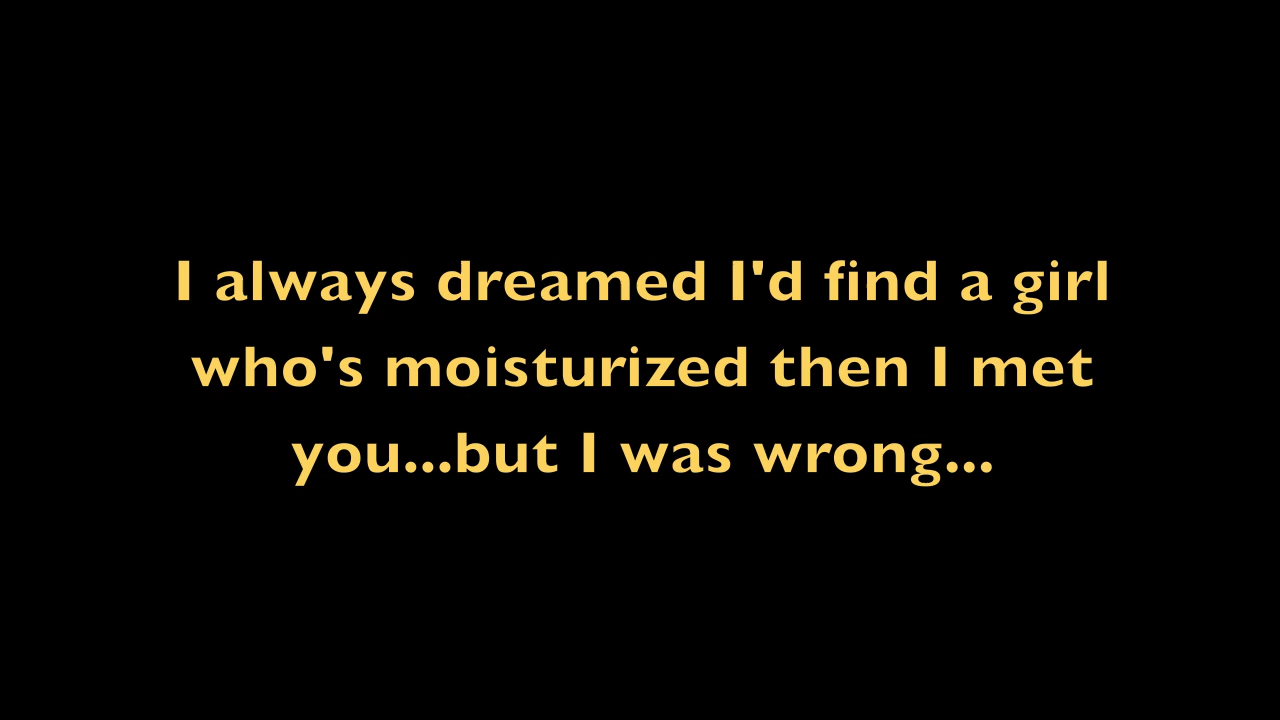 I always dreamed I'd find a girl
who's moisturized then I met
you...but I was wrong...